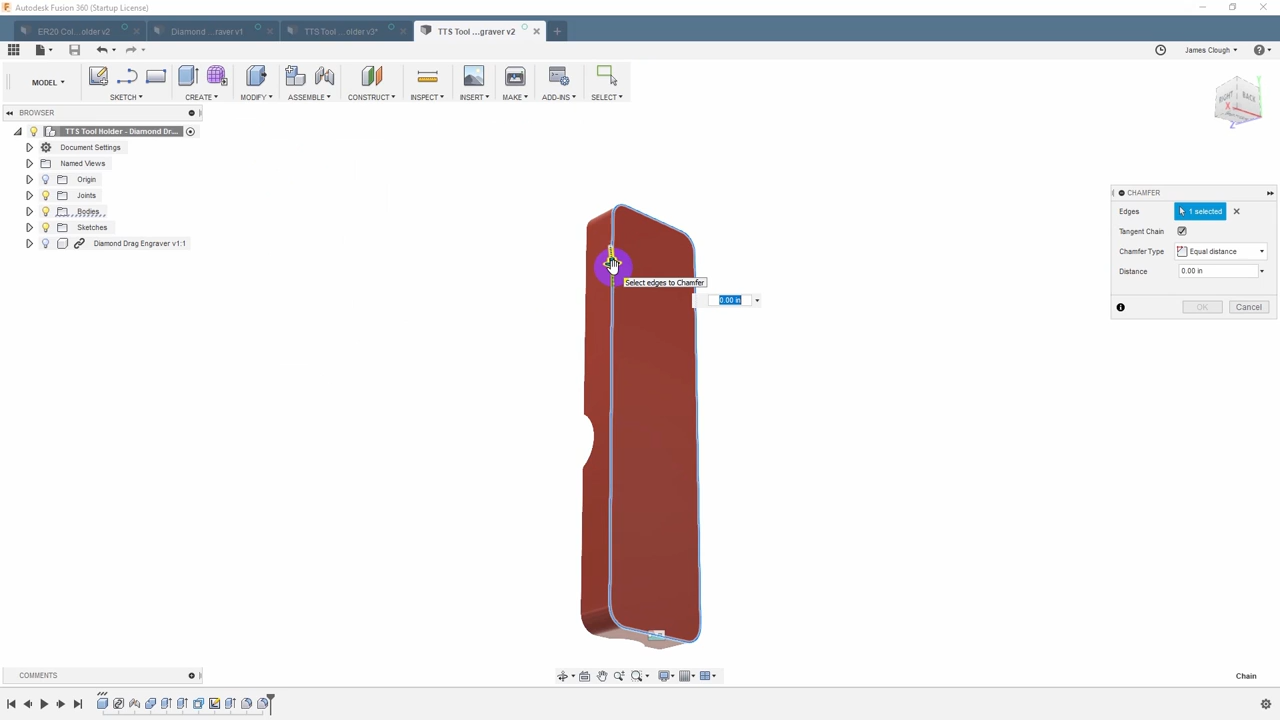 Autodesk Fusion 360 (Startup License)
ER20 Col...older v2
Diamond ...raver v1
TTS Tool ...older v3*
TTS Tool ...graver v2
James Clough
MODEL
SKETCH
CREATE
MODIFY
ASSEMBLE
CONSTRUCT
INSPECT
INSERT
MAKE
ADD-INS
SELECT
BROWSER
TTS Tool Holder - Diamond Dr...
Document Settings
Named Views
Origin
Joints
Bodies
Sketches
Diamond Drag Engraver v1:1
RIGHT
BACK
X
Z
CHAMFER
Edges
1 selected
Tangent Chain
Chamfer Type
Equal distance
Distance
0.00 in
OK
Cancel
Select edges to Chamfer
0.00 in
COMMENTS
Chain